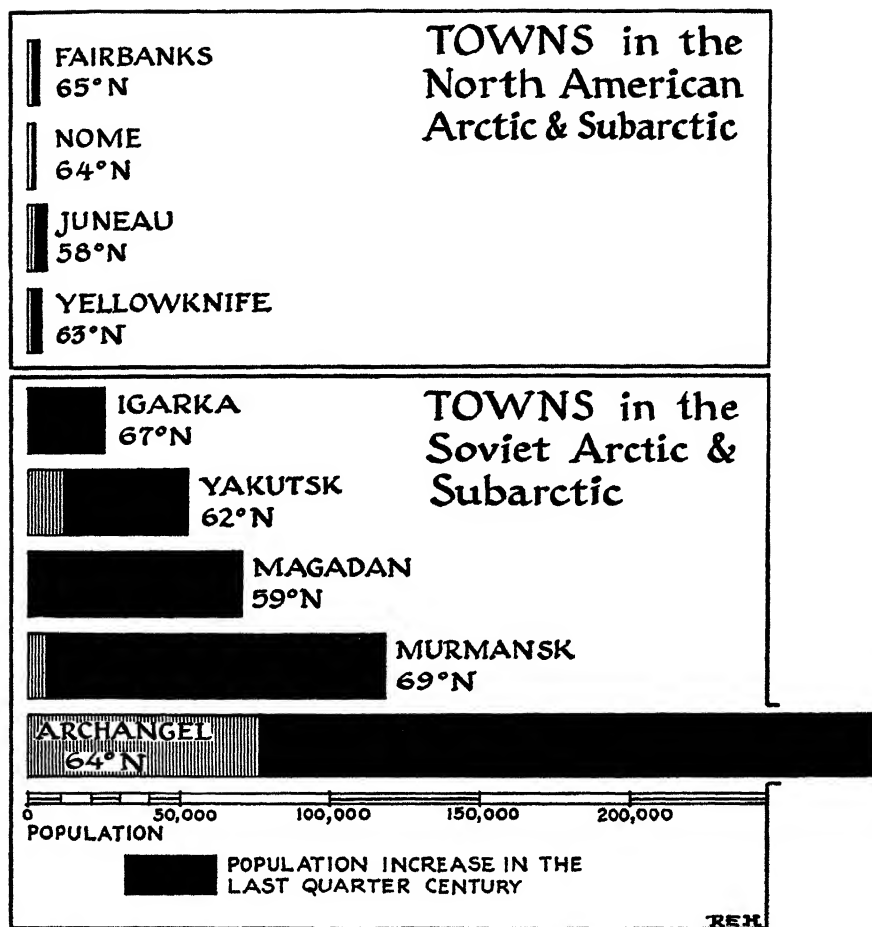 TOWNS in the
North American
Arctic & Subarctic
FAIRBANKS
65°N
NOME
64°N
JUNEAU
58°N
YELLOWKNIFE
63°N
TOWNS in the
Soviet Arctic &
Subarctic
IGARKA
67°N
YAKUTSK
62°N
MAGADAN
59°N
MURMANSK
69°N
ARCHANGEL
64°N
0 50,000 100,000 150,000 200,000
POPULATION
POPULATION INCREASE IN THE
LAST QUARTER CENTURY
REH